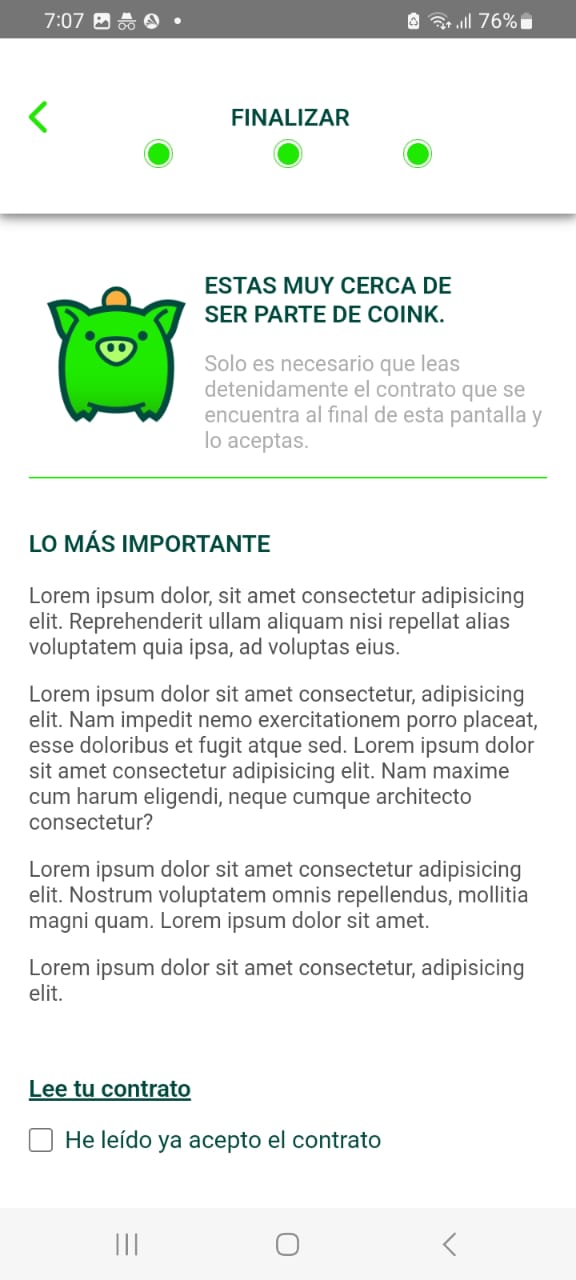 7:07
76%
FINALIZAR
ESTAS MUY CERCA DE
SER PARTE DE COINK.
Solo es necesario que leas
detenidamente el contrato que se
encuentra al final de esta pantalla y
lo aceptas.
LO MÁS IMPORTANTE
Lorem ipsum dolor, sit amet consectetur adipisicing
elit. Reprehenderit ullam aliquam nisi repellat alias
voluptatem quia ipsa, ad voluptas eius.
Lorem ipsum dolor sit amet consectetur, adipisicing
elit. Nam impedit nemo exercitationem porro placeat,
esse doloribus et fugit atque sed. Lorem ipsum dolor
sit amet consectetur adipisicing elit. Nam maxime
cum harum eligendi, neque cumque architecto
consectetur?
Lorem ipsum dolor sit amet consectetur adipisicing
elit. Nostrum voluptatem omnis repellendus, mollitia
magni quam. Lorem ipsum dolor sit amet.
Lorem ipsum dolor sit amet consectetur, adipisicing
elit.
Lee tu contrato
He leído ya acepto el contrato